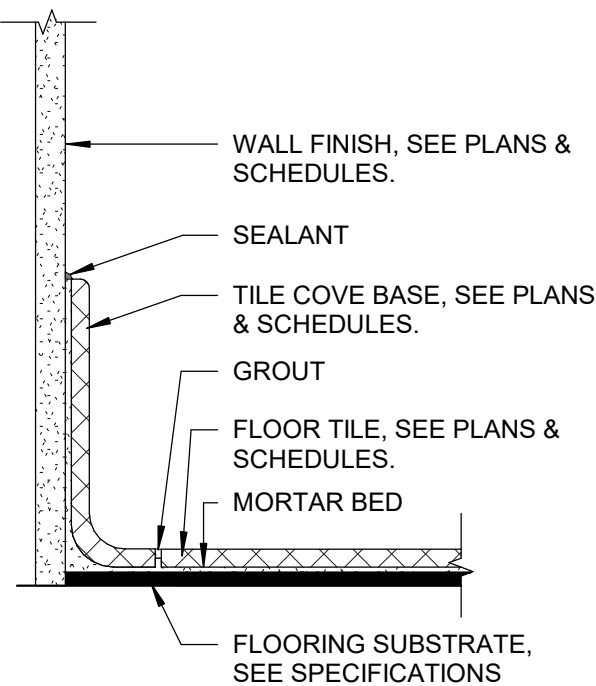 WALL FINISH, SEE PLANS &
SCHEDULES.
SEALANT
TILE COVE BASE, SEE PLANS
& SCHEDULES.
GROUT
FLOOR TILE, SEE PLANS &
SCHEDULES.
MORTAR BED
FLOORING SUBSTRATE,
SEE SPECIFICATIONS